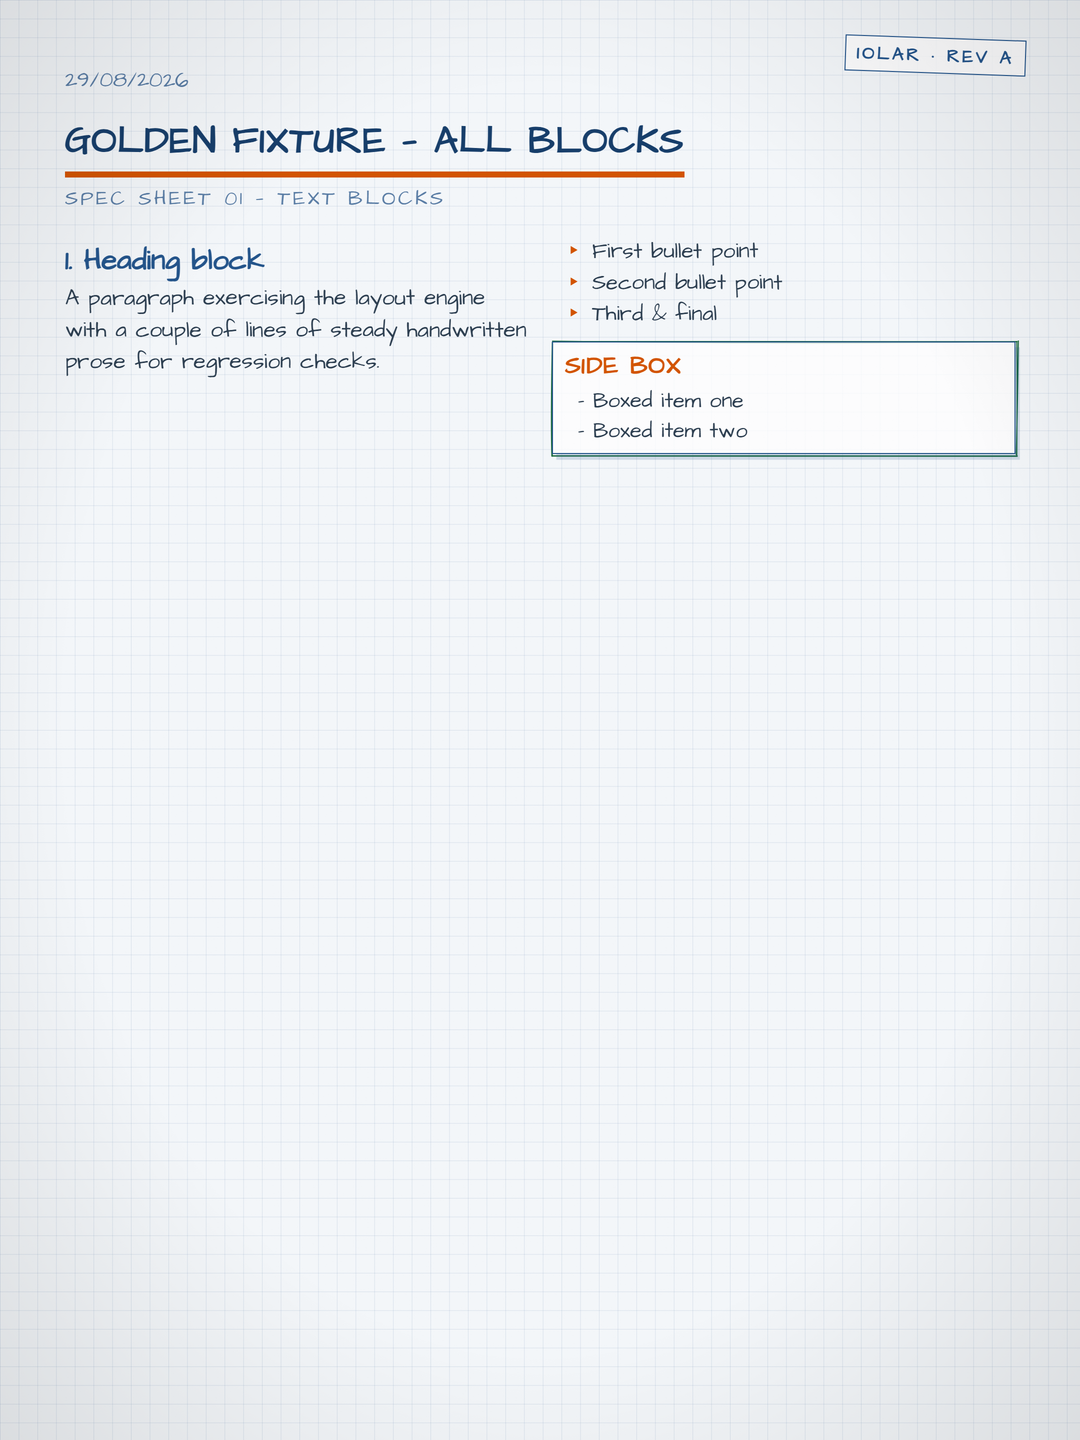 IOLAR · REV A
29/08/2026
GOLDEN FIXTURE - ALL BLOCKS
SPEC SHEET 01 - TEXT BLOCKS
1. Heading block
A paragraph exercising the layout engine
with a couple of lines of steady handwritten
prose for regression checks.
▸ First bullet point
▸ Second bullet point
▸ Third & final
SIDE BOX
- Boxed item one
- Boxed item two